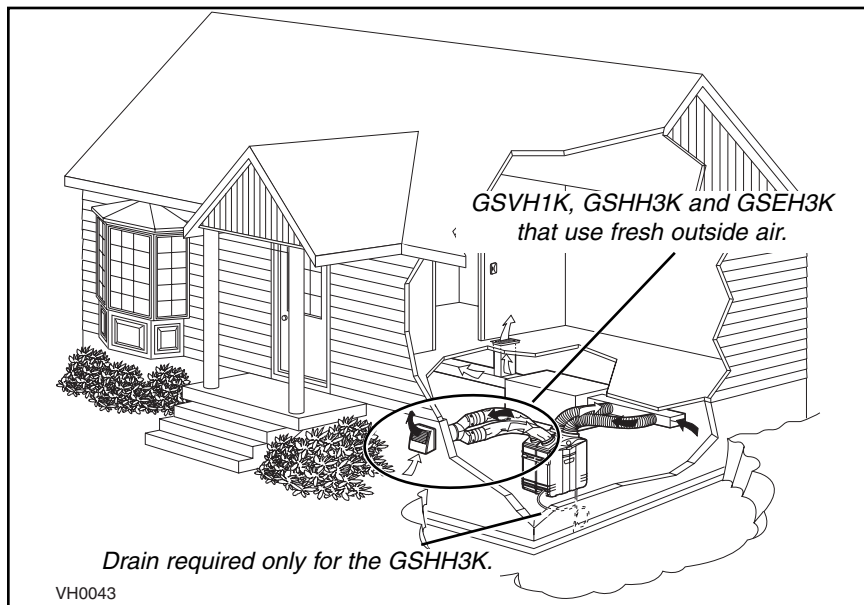 GSVH1K, GSHH3K and GSEH3K
that use fresh outside air.
Drain required only for the GSHH3K.
VH0043